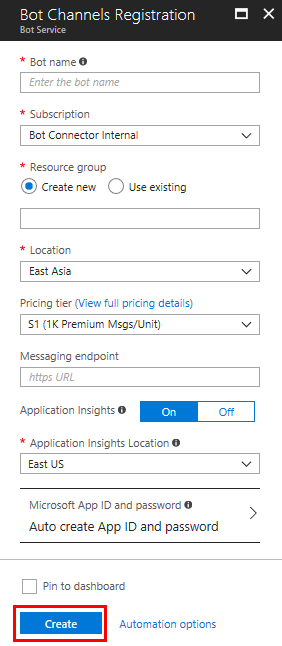 Bot Channels Registration
Bot Service
* Bot name
Enter the bot name
* Subscription
Bot Connector Internal
* Resource group
Create new Use existing
* Location
East Asia
Pricing tier (View full pricing details)
S1 (1K Premium Msgs/Unit)
Messaging endpoint
https URL
Application Insights On Off
* Application Insights Location
East US
Microsoft App ID and password
Auto create App ID and password
Pin to dashboard
Create Automation options